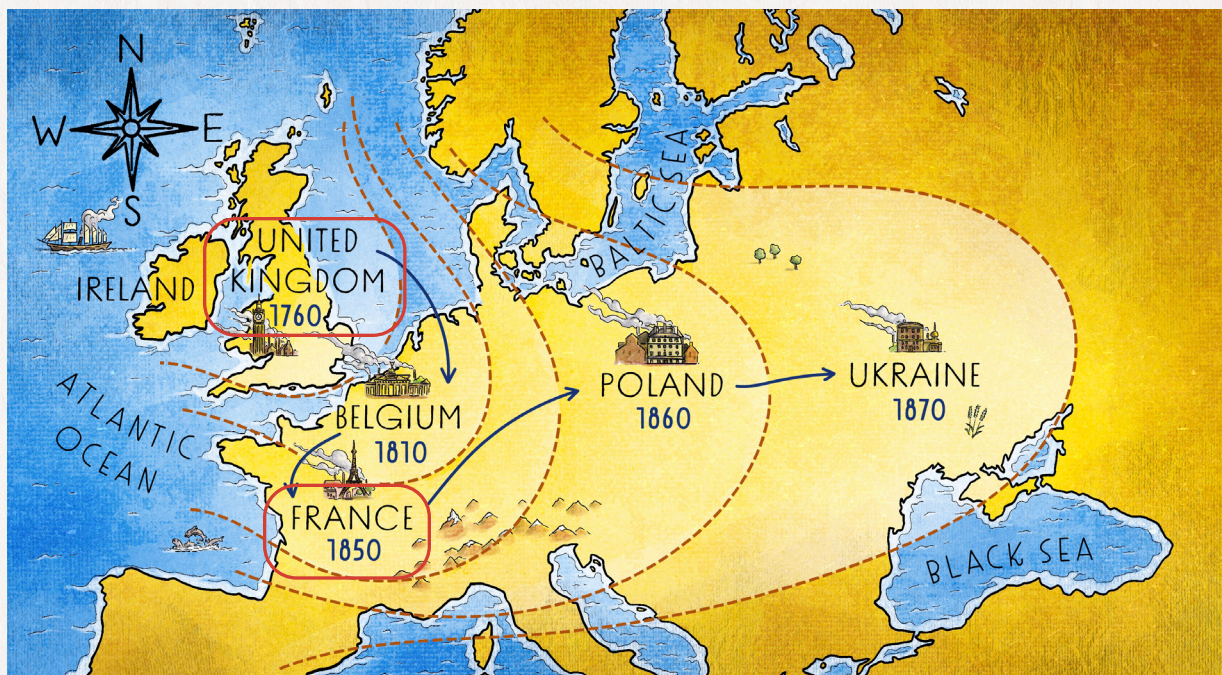 N
W E
S
UNITED
KINGDOM
1760
IRELAND
BALTIC SEA
ATLANTIC
OCEAN
BELGIUM
1810
FRANCE
1850
POLAND
1860
UKRAINE
1870
BLACK SEA